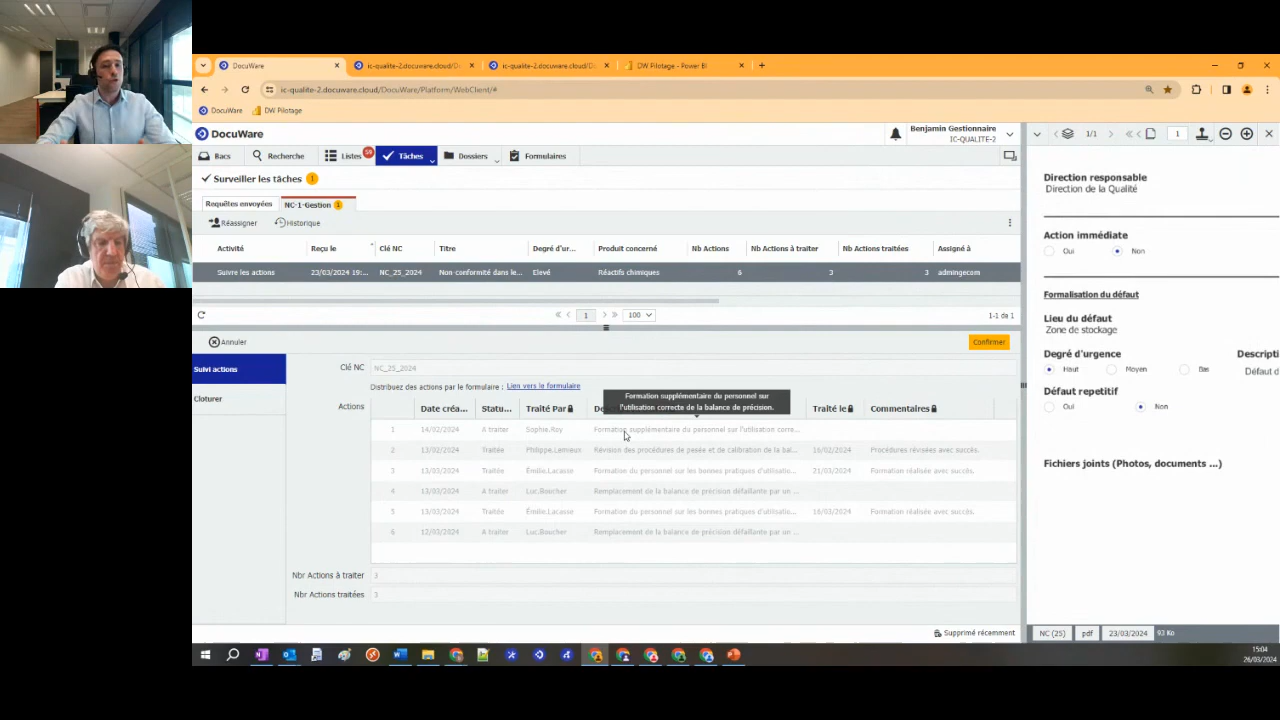 DocuWare
ic-qualite-2.docuware.cloud/D
ic-qualite-2.docuware.cloud/D
DW Pilotage - Power BI
ic-qualite-2.docuware.cloud/DocuWare/Platform/WebClient/#
DocuWare
DW Pilotage
DocuWare
Benjamin Gestionnaire
IC-QUALITE-2
Bacs
Recherche
Listes
59
Tâches
Dossiers
Formulaires
Surveiller les tâches 1
Requêtes envoyées
NC-1-Gestion 1
Réassigner
Historique
Activité Reçu le Clé NC Titre Degré d'ur... Produit concerné Nb Actions Nb Actions à traiter Nb Actions traitées Assigné à
Suivre les actions 23/03/2024 19:... NC_25_2024 Non-conformité dans le... Elevé Réactifs chimiques 6 3 3 admingecom
1 100 1-1 de 1
Annuler
Confirmer
Suivi actions
Cloturer
Clé NC NC_25_2024
Distribuez des actions par le formulaire : Lien vers le formulaire
Formation supplémentaire du personnel sur
l'utilisation correcte de la balance de précision.
Actions
Date créa... Statu... Traité Par Traité le Commentaires
1 14/02/2024 A traiter Sophie.Roy Formation supplémentaire du personnel sur l'utilisation corre...
2 13/02/2024 Traitée Philippe.Lemieux Révision des procédures de pesée et de calibration de la bal... 16/02/2024 Procédures révisées avec succès.
3 13/03/2024 Traitée Émilie.Lacasse Formation du personnel sur les bonnes pratiques d'utilisatio... 21/03/2024 Formation réalisée avec succès.
4 13/03/2024 A traiter Luc.Boucher Remplacement de la balance de précision défaillante par un ...
5 13/03/2024 Traitée Émilie.Lacasse Formation du personnel sur les bonnes pratiques d'utilisatio... 16/03/2024 Formation réalisée avec succès.
6 12/03/2024 A traiter Luc.Boucher Remplacement de la balance de précision défaillante par un ...
Nbr Actions à traiter 3
Nbr Actions traitées 3
Supprimé récemment
1/1
1
Direction responsable
Direction de la Qualité
Action immédiate
Oui Non
Formalisation du défaut
Lieu du défaut
Zone de stockage
Degré d'urgence Descripti
Haut Moyen Bas Défaut d
Défaut repetitif
Oui Non
Fichiers joints (Photos, documents ...)
NC (25) pdf 23/03/2024 93 Ko
15:04
26/03/2024